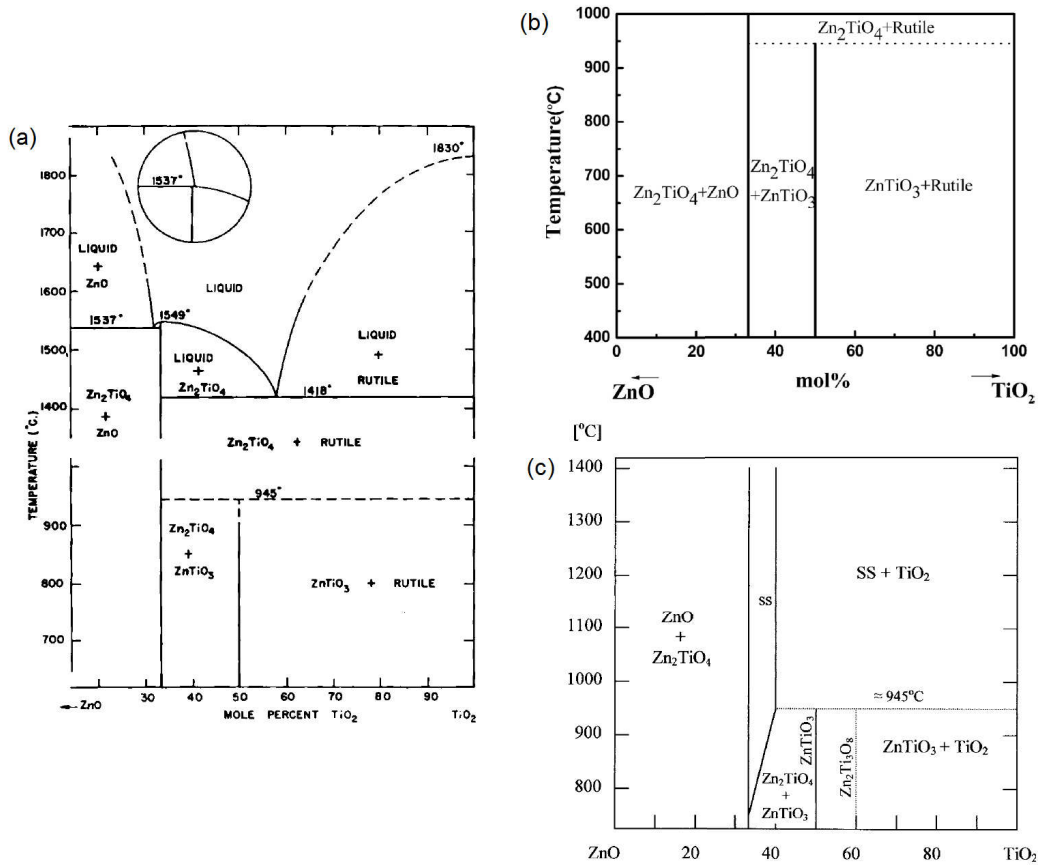 (a)
1830°
1800
1537°
1700
LIQUID
+
ZnO
LIQUID
1600
1537°
1549°
LIQUID
+
RUTILE
1500
LIQUID
+
Zn2TiO4
Zn2TiO4
+
ZnO
1418°
1400
Zn2TiO4 + RUTILE
945°
900
Zn2TiO4
+
ZnTiO3
800
ZnTiO3 + RUTILE
700
TEMPERATURE (°C.)
30 40 50 60 70 80 90 100
← ZnO
MOLE PERCENT TiO2
TiO2
(b)
1000
Zn2TiO4+Rutile
900
800
Zn2TiO4
+ZnTiO3
700
Zn2TiO4+ZnO
ZnTiO3+Rutile
600
500
400
Temperature(°C)
0 20 40 60 80 100
mol%
ZnO
TiO2
[°C]
(c)
1400
1300
1200
SS
SS + TiO2
ZnO
+
Zn2TiO4
1100
1000
≈ 945°C
900
ZnTiO3
Zn2Ti3O8
ZnTiO3 + TiO2
Zn2TiO4
+
ZnTiO3
800
ZnO 20 40 60 80 TiO2